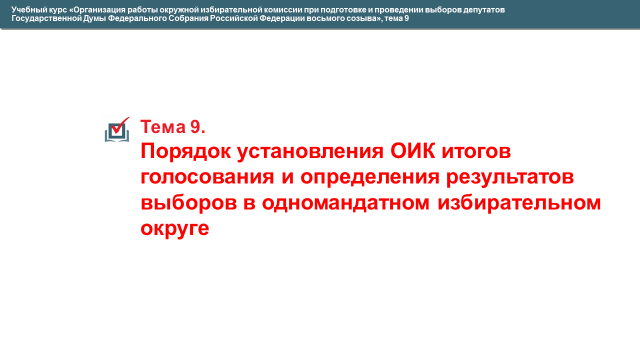 Учебный курс «Организация работы окружной избирательной комиссии при подготовке и проведении выборов депутатов
Государственной Думы Федерального Собрания Российской Федерации восьмого созыва», тема 9
Тема 9.
Порядок установления ОИК итогов
голосования и определения результатов
выборов в одномандатном избирательном
округе